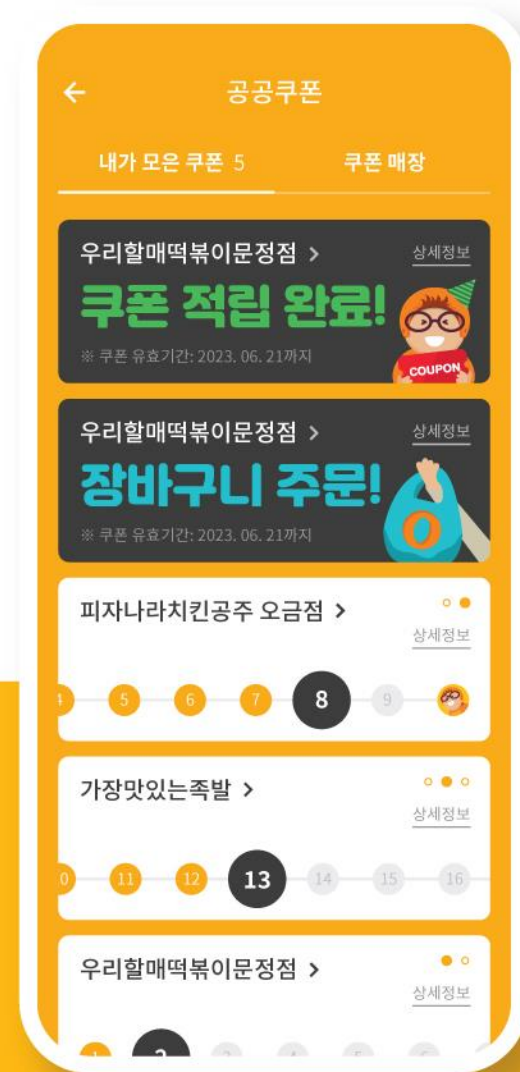 공공쿠폰
내가 모은 쿠폰 5
쿠폰 매장
우리할매떡볶이문정점 >
상세정보
쿠폰 적립 완료!
※ 쿠폰 유효기간: 2023. 06. 21까지
COUPON
우리할매떡볶이문정점 >
상세정보
장바구니 주문!
※ 쿠폰 유효기간: 2023. 06. 21까지
피자나라치킨공주 오금점 >
상세정보
5 6 7 8 9
가장맛있는족발 >
상세정보
11 12 13 14 15 16
우리할매떡볶이문정점 >
상세정보
2